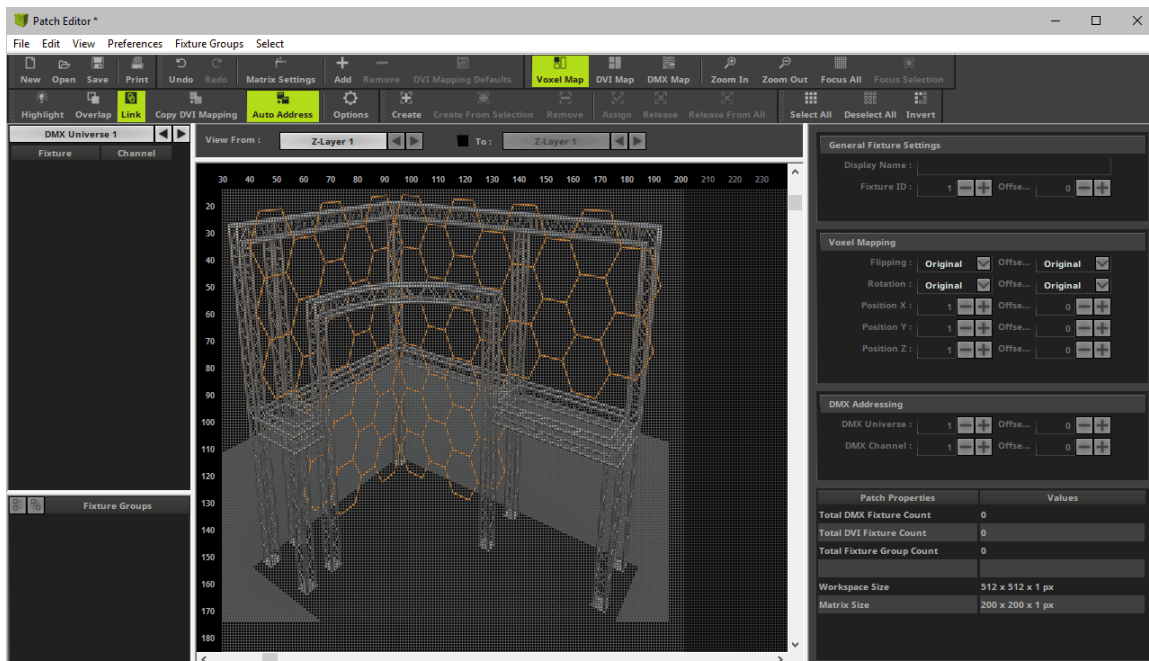 Patch Editor *
File Edit View Preferences Fixture Groups Select
New Open Save Print Undo Redo Matrix Settings Add Remove DVI Mapping Defaults Voxel Map DVI Map DMX Map Zoom In Zoom Out Focus All Focus Selection
Highlight Overlap Link Copy DVI Mapping Auto Address Options Create Create From Selection Remove Assign Release Release From All Select All Deselect All Invert
DMX Universe 1
Fixture Channel
Fixture Groups
View From : Z-Layer 1 To : Z-Layer 1
30 40 50 60 70 80 90 100 110 120 130 140 150 160 170 180 190 200 210 220 230
20
30
40
50
60
70
80
90
100
110
120
130
140
150
160
170
180
General Fixture Settings
Display Name :
Fixture ID : 1 Offse... 0
Voxel Mapping
Flipping : Original Offse... Original
Rotation : Original Offse... Original
Position X : 1 Offse... 0
Position Y : 1 Offse... 0
Position Z : 1 Offse... 0
DMX Addressing
DMX Universe : 1 Offse... 0
DMX Channel : 1 Offse... 0
Patch Properties Values
Total DMX Fixture Count 0
Total DVI Fixture Count 0
Total Fixture Group Count 0
Workspace Size 512 x 512 x 1 px
Matrix Size 200 x 200 x 1 px